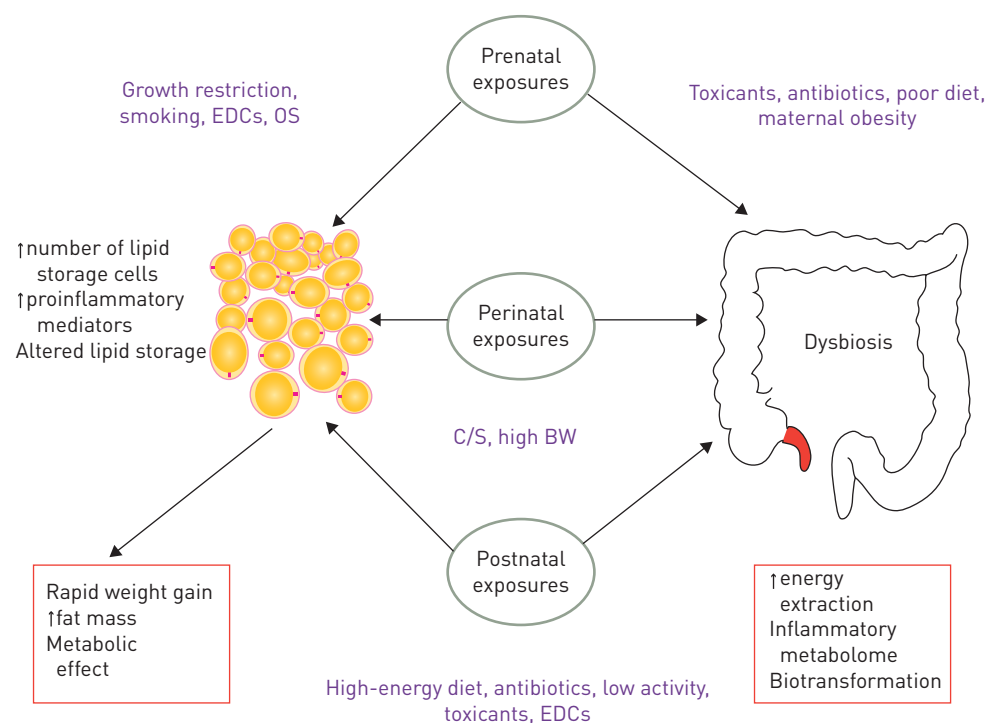 Prenatal
exposures
Growth restriction,
smoking, EDCs, OS
Toxicants, antibiotics, poor diet,
maternal obesity
↑number of lipid
storage cells
↑proinflammatory
mediators
Altered lipid storage
Perinatal
exposures
Dysbiosis
C/S, high BW
Postnatal
exposures
Rapid weight gain
↑fat mass
Metabolic
effect
↑energy
extraction
Inflammatory
metabolome
Biotransformation
High-energy diet, antibiotics, low activity,
toxicants, EDCs